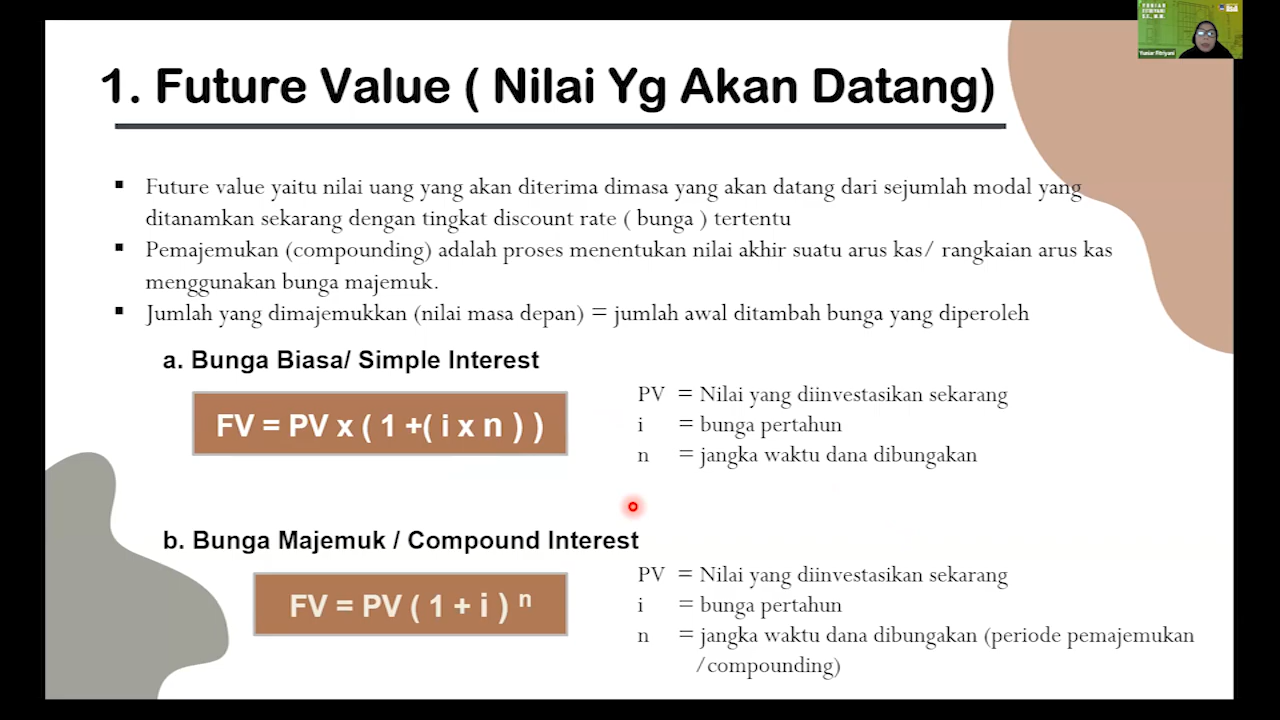 1. Future Value ( Nilai Yg Akan Datang)
▪ Future value yaitu nilai uang yang akan diterima dimasa yang akan datang dari sejumlah modal yang
ditanamkan sekarang dengan tingkat discount rate ( bunga ) tertentu
▪ Pemajemukan (compounding) adalah proses menentukan nilai akhir suatu arus kas/ rangkaian arus kas
menggunakan bunga majemuk.
▪ Jumlah yang dimajemukkan (nilai masa depan) = jumlah awal ditambah bunga yang diperoleh
a. Bunga Biasa/ Simple Interest
FV = PV x ( 1 +( i x n ) )
PV = Nilai yang diinvestasikan sekarang
i = bunga pertahun
n = jangka waktu dana dibungakan
b. Bunga Majemuk / Compound Interest
FV = PV ( 1 + i ) ⁿ
PV = Nilai yang diinvestasikan sekarang
i = bunga pertahun
n = jangka waktu dana dibungakan (periode pemajemukan
/compounding)
Yuniar Fitriyani